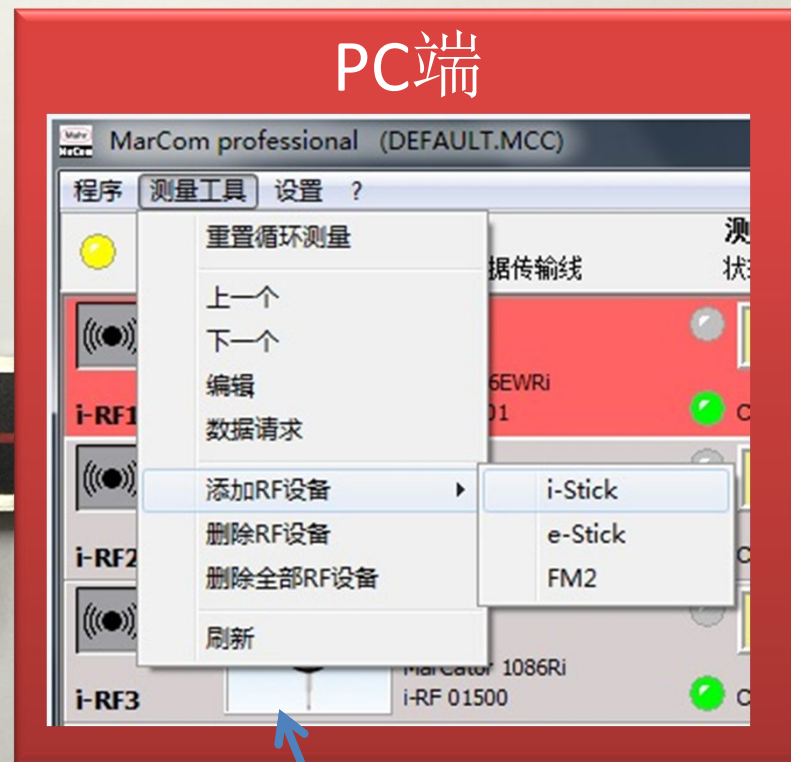 PC端
Mahr
MarCom
MarCom professional (DEFAULT.MCC)
程序 测量工具 设置 ?
重置循环测量
据传输线
上一个
下一个
编辑
数据请求
i-RF1
6EWRi
添加RF设备
i-Stick
删除RF设备
e-Stick
i-RF2
删除全部RF设备
FM2
刷新
MarCator 1086Ri
i-RF3
i-RF 01500